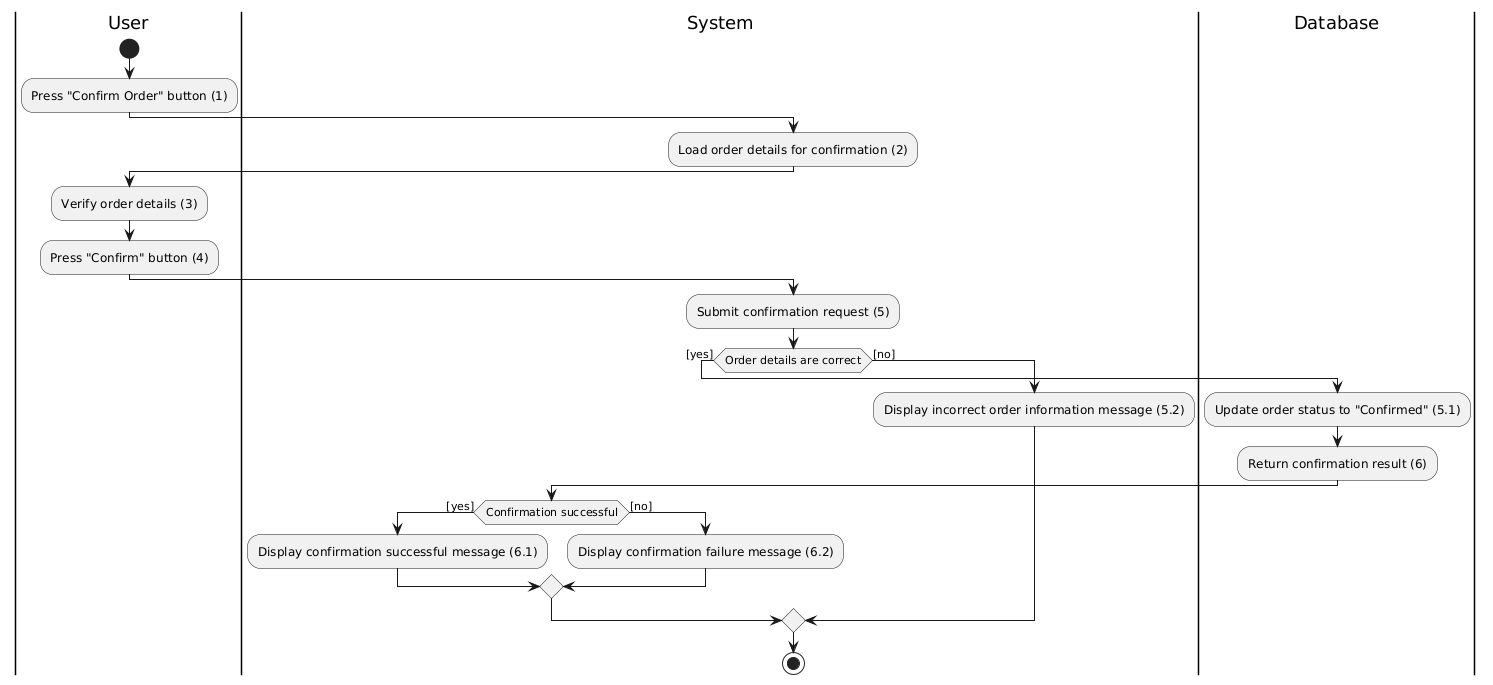 User
System
Database
Press "Confirm Order" button (1)
Load order details for confirmation (2)
Verify order details (3)
Press "Confirm" button (4)
Submit confirmation request (5)
[yes]
Order details are correct
[no]
Display incorrect order information message (5.2)
Update order status to "Confirmed" (5.1)
Return confirmation result (6)
[yes]
Confirmation successful
[no]
Display confirmation successful message (6.1)
Display confirmation failure message (6.2)